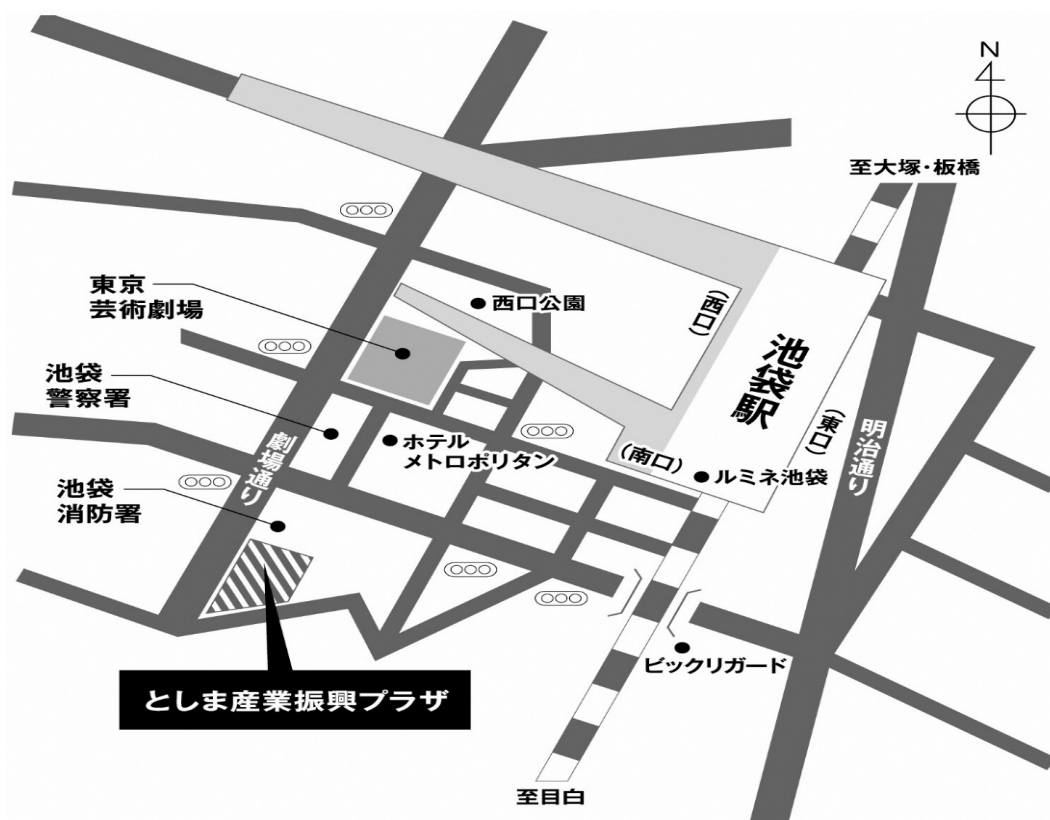 N
至大塚・板橋
東京
芸術劇場
西口公園
(西口)
池袋駅
(東口)
明治通り
池袋
警察署
ホテル
メトロポリタン
(南口)
ルミネ池袋
劇場通り
池袋
消防署
ビックリガード
としま産業振興プラザ
至目白